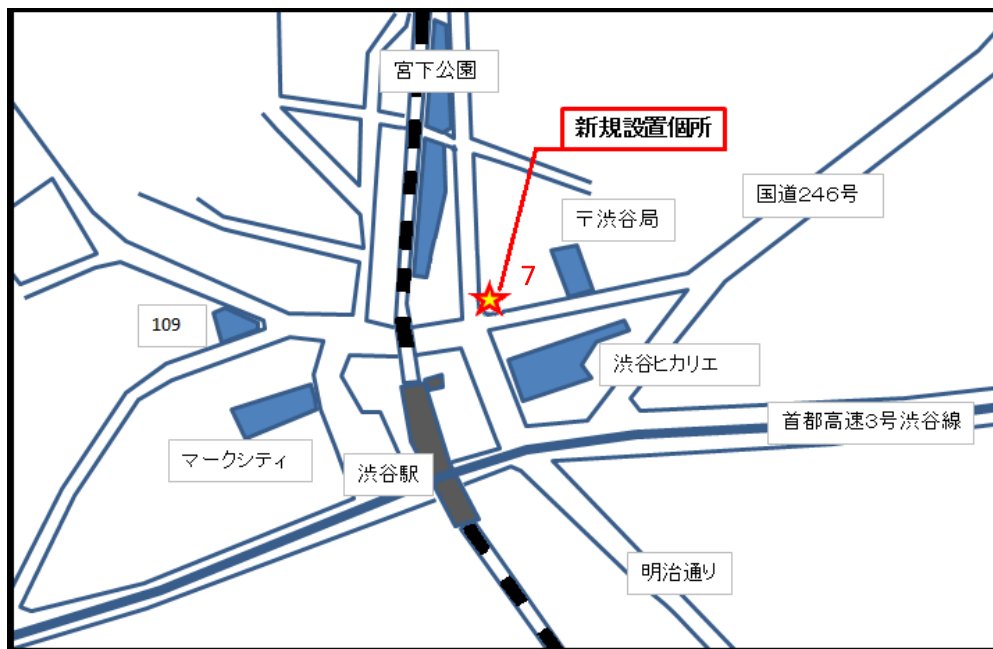 宮下公園
新規設置個所
国道246号
〒渋谷局
7
109
渋谷ヒカリエ
首都高速3号渋谷線
マークシティ
渋谷駅
明治通り